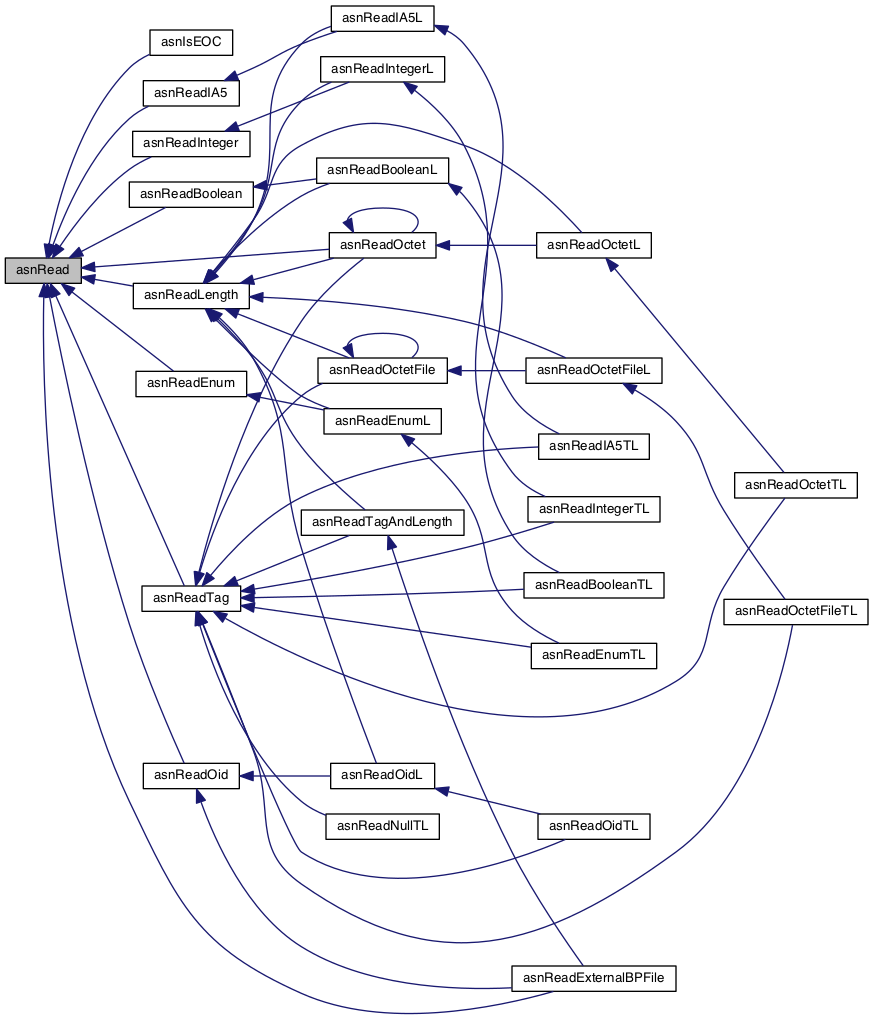 asnReadIA5L
asnIsEOC
asnReadIntegerL
asnReadIA5
asnReadInteger
asnReadBooleanL
asnReadBoolean
asnReadOctet
asnReadOctetL
asnRead
asnReadLength
asnReadOctetFile
asnReadOctetFileL
asnReadEnum
asnReadEnumL
asnReadIA5TL
asnReadOctetTL
asnReadIntegerTL
asnReadTagAndLength
asnReadBooleanTL
asnReadTag
asnReadOctetFileTL
asnReadEnumTL
asnReadOid
asnReadOidL
asnReadNullTL
asnReadOidTL
asnReadExternalBPFile